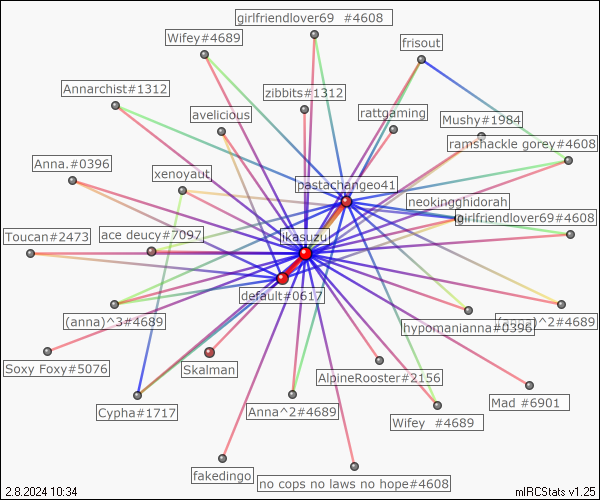 girlfriendlover69  #4608
Wifey#4689
frisout
Annarchist#1312
zibbits#1312
avelicious
rattgaming
Mushy#1984
ramshackle gorey#4608
Anna.#0396
xenoyaut
pastachangeo41
neokingghidorah
girlfriendlover69#4608
Toucan#2473
ace deucy#7097
ikasuzu
default#0617
(anna)^3#4689
hypomanianna#0396
^2#4689
Soxy Foxy#5076
Skalman
AlpineRooster#2156
Cypha#1717
Anna^2#4689
Wifey  #4689
Mad #6901
fakedingo
no cops no laws no hope#4608
2.8.2024 10:34
mIRCStats v1.25